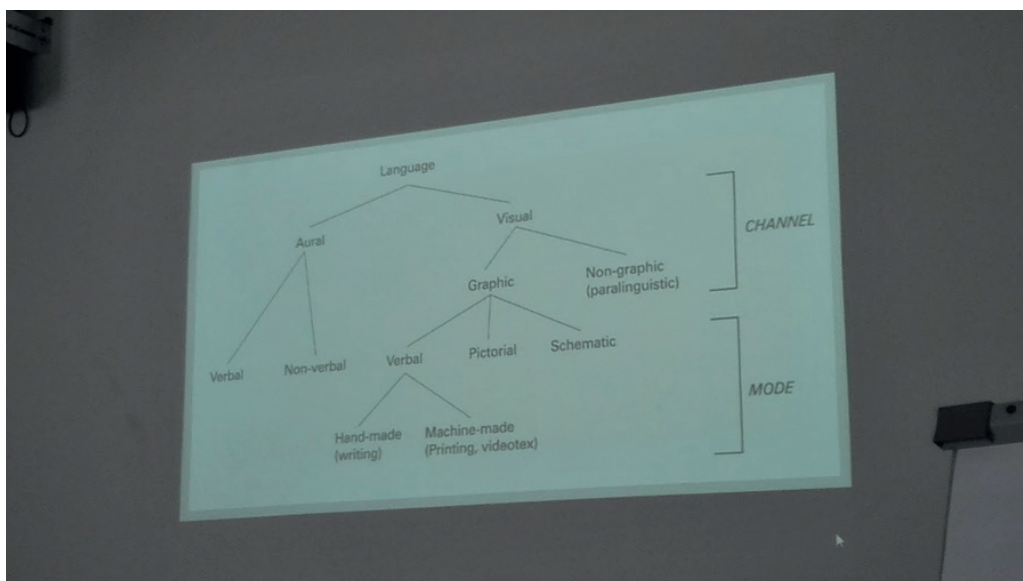 Language
Aural
Visual
CHANNEL
Graphic
Non-graphic
(paralinguistic)
Verbal
Non-verbal
Verbal
Pictorial
Schematic
MODE
Hand-made
(writing)
Machine-made
(Printing, videotex)